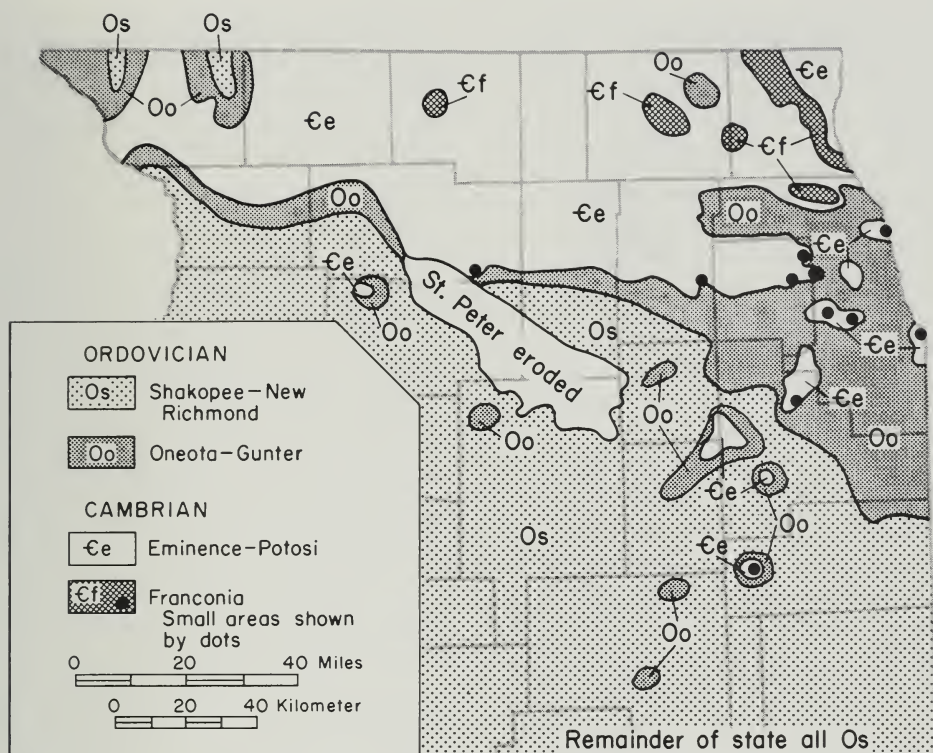 Os
Os
Oo
Єe
Єf
Єf
Oo
Єe
Єf
Oo
Єe
Oo
Єe
Єe
Oo
St. Peter eroded
Os
Oo
Єe
Єe
Oo
Oo
Єe
Oo
Os
Єe
Oo
ORDOVICIAN
Os Shakopee–New
Richmond
Oo Oneota–Gunter
CAMBRIAN
Єe Eminence–Potosi
Єf Franconia
Small areas shown
by dots
0 20 40 Miles
0 20 40 Kilometer
Remainder of state all Os